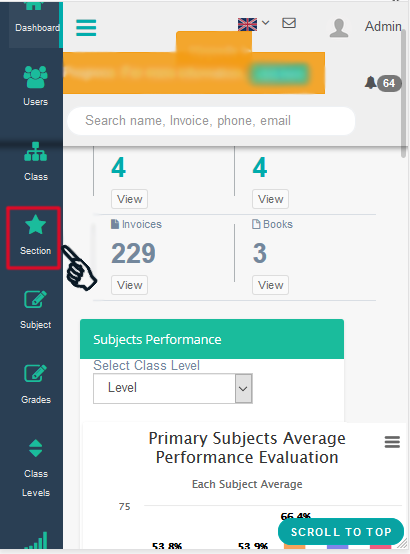 Dashboard
Admin
Users
64
Search name, Invoice, phone, email
Class
4
4
View
View
Section
Invoices
Books
229
3
View
View
Subject
Subjects Performance
Select Class Level
Level
Grades
Primary Subjects Average
Performance Evaluation
Each Subject Average
Class
Levels
75
66.4%
53.8%
53.9%
64%
SCROLL TO TOP